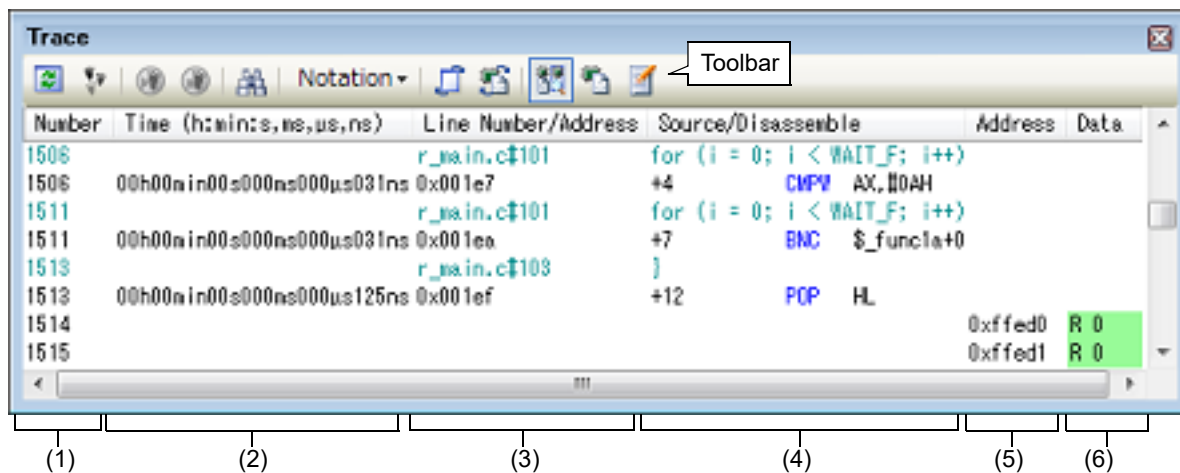 Trace
Notation
Toolbar
Number Time (h:min:s,ms,µs,ns) Line Number/Address Source/Disassemble Address Data
1506 r_main.c#101 for (i = 0; i < WAIT_F; i++)
1506 00h00min00s000ms000µs031ns 0x001e7 +4 CMPW AX,#0AH
1511 r_main.c#101 for (i = 0; i < WAIT_F; i++)
1511 00h00min00s000ms000µs031ns 0x001ea +7 BNC $_func1a+0
1513 r_main.c#103 }
1513 00h00min00s000ms000µs125ns 0x001ef +12 POP HL
1514 0xffed0 R 0
1515 0xffed1 R 0
(1) (2) (3) (4) (5) (6)